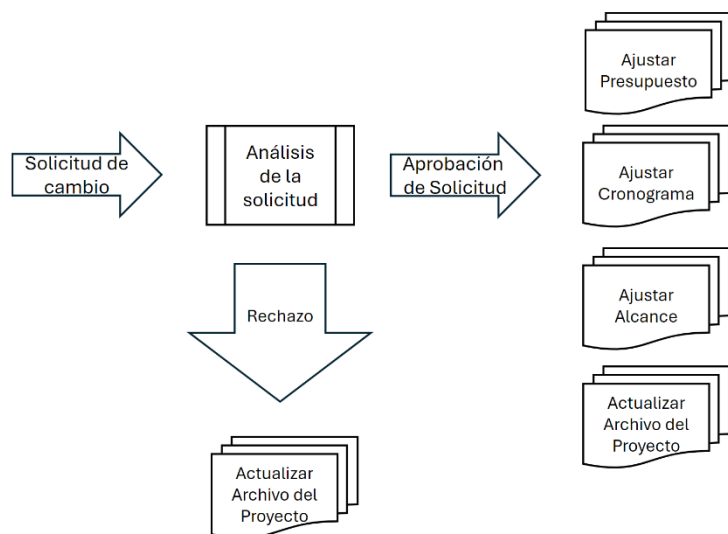 Solicitud de
cambio
Análisis
de la
solicitud
Aprobación
de Solicitud
Ajustar
Presupuesto
Ajustar
Cronograma
Ajustar
Alcance
Actualizar
Archivo del
Proyecto
Rechazo
Actualizar
Archivo del
Proyecto